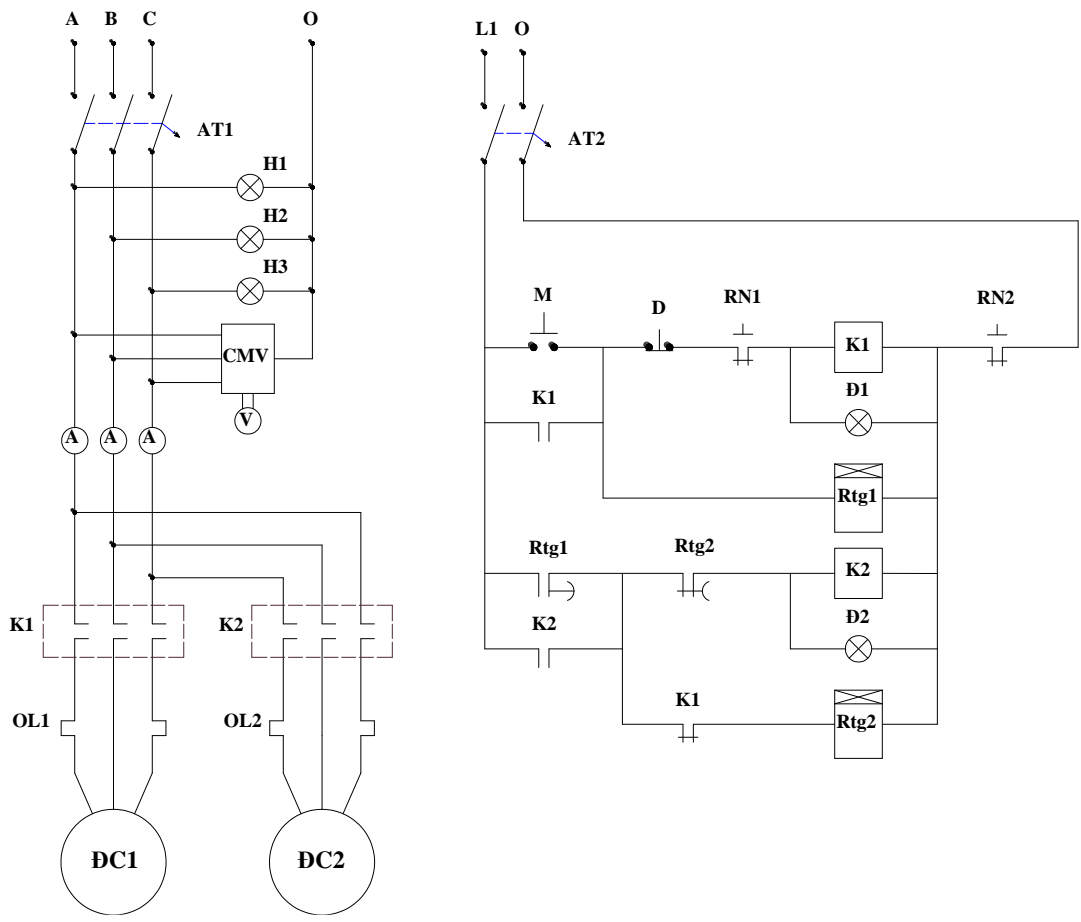 A B C O
AT1
H1
H2
H3
CMV
V
A A A
K1 K2
OL1 OL2
ĐC1 ĐC2
L1 O
AT2
M D RN1 K1 RN2
K1 Đ1
Rtg1
Rtg1 Rtg2 K2
K2 Đ2
K1 Rtg2